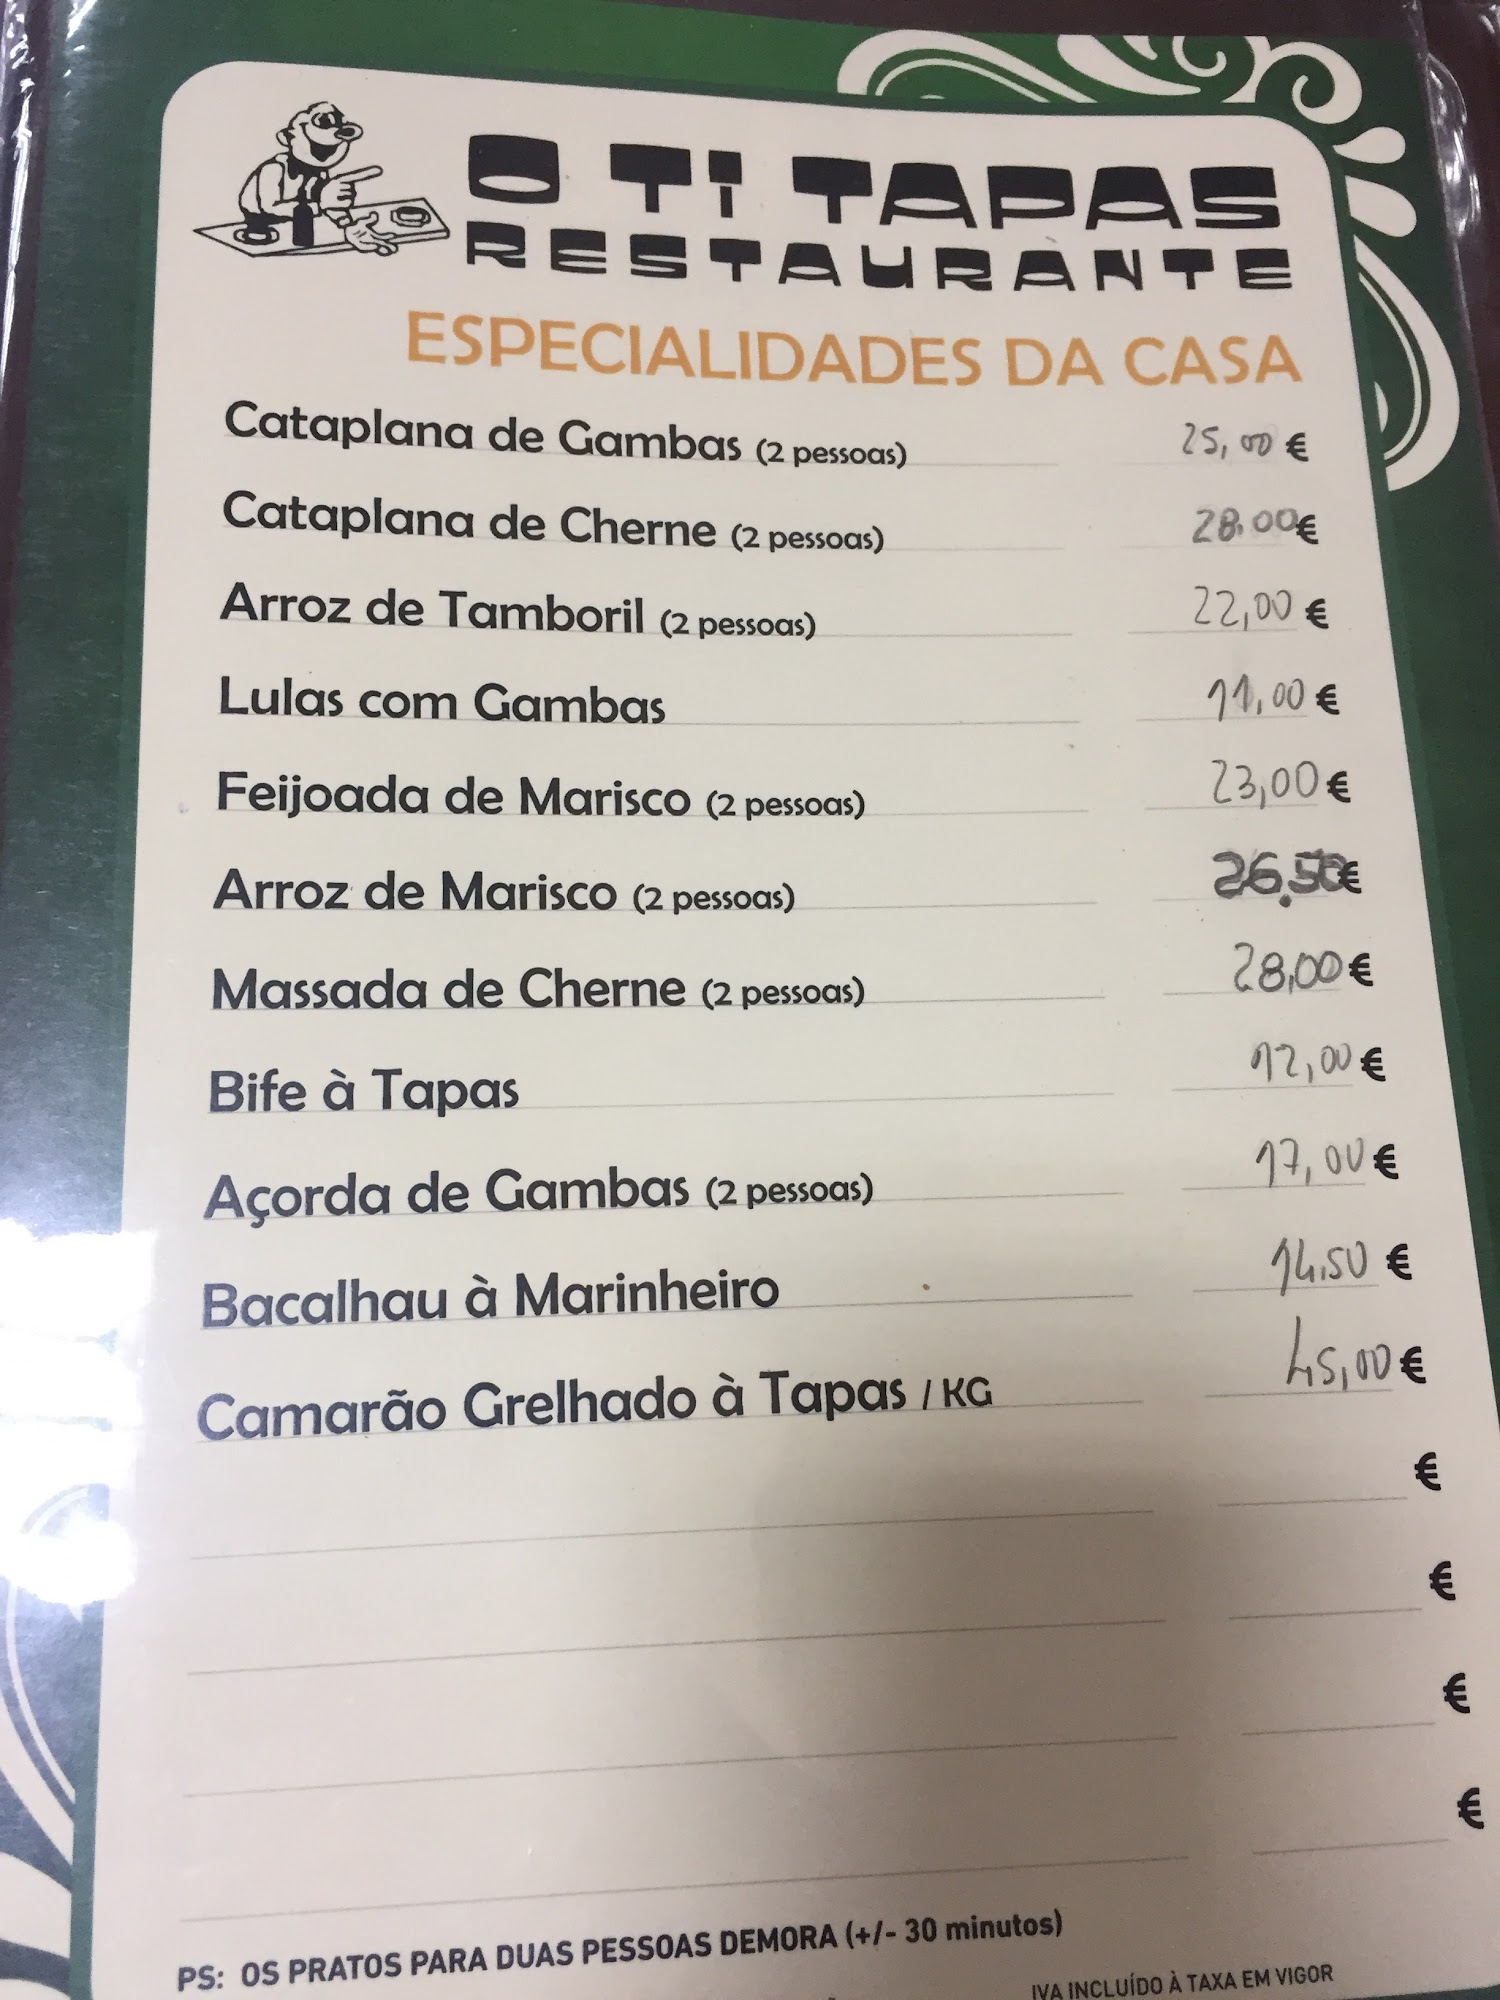 O TI TAPAS
RESTAURANTE
ESPECIALIDADES DA CASA
Cataplana de Gambas (2 pessoas) 25,00 €
Cataplana de Cherne (2 pessoas) 28,00 €
Arroz de Tamboril (2 pessoas) 22,00 €
Lulas com Gambas 11,00 €
Feijoada de Marisco (2 pessoas) 23,00 €
Arroz de Marisco (2 pessoas) 26,50 €
Massada de Cherne (2 pessoas) 28,00 €
Bife à Tapas 12,00 €
Açorda de Gambas (2 pessoas) 17,00 €
Bacalhau à Marinheiro 14,50 €
Camarão Grelhado à Tapas / KG 45,00 €
€
€
€
€
PS: OS PRATOS PARA DUAS PESSOAS DEMORA (+/- 30 minutos)
IVA INCLUÍDO À TAXA EM VIGOR